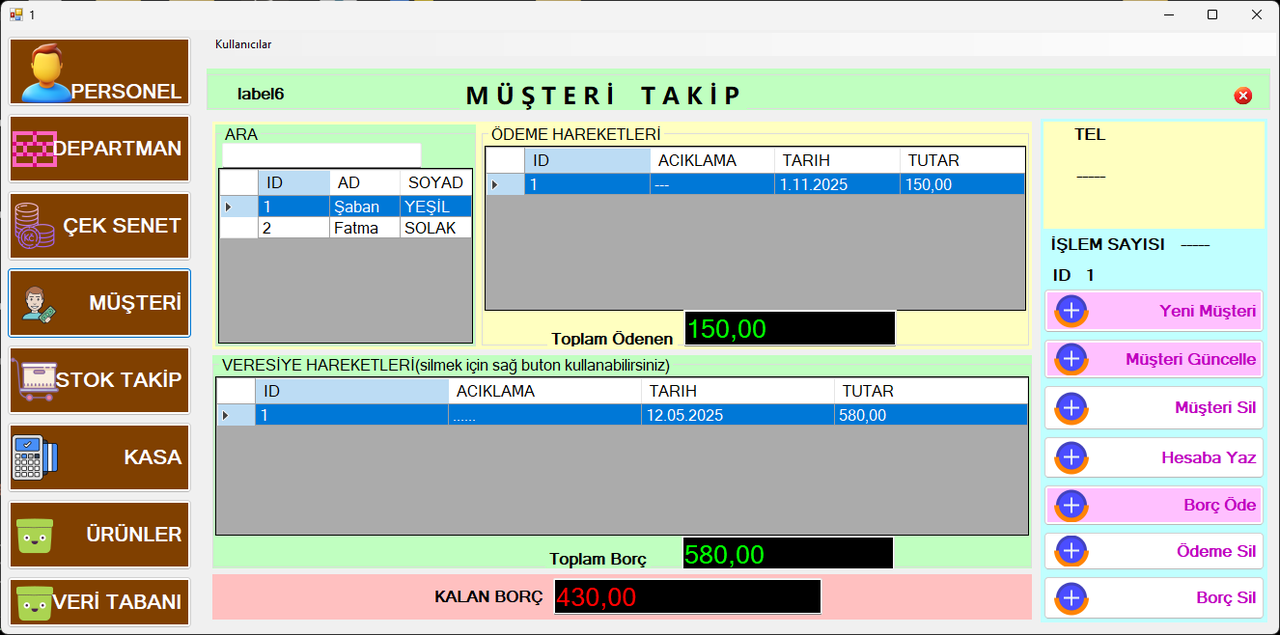 1
Kullanıcılar
PERSONEL
DEPARTMAN
ÇEK SENET
MÜŞTERİ
STOK TAKİP
KASA
ÜRÜNLER
VERİ TABANI
label6
MÜŞTERİ TAKİP
ARA
ID AD SOYAD
1 Şaban YEŞİL
2 Fatma SOLAK
ÖDEME HAREKETLERİ
ID ACIKLAMA TARIH TUTAR
1 --- 1.11.2025 150,00
Toplam Ödenen 150,00
VERESİYE HAREKETLERİ(silmek için sağ buton kullanabilirsiniz)
ID ACIKLAMA TARIH TUTAR
1 ...... 12.05.2025 580,00
Toplam Borç 580,00
KALAN BORÇ 430,00
TEL
-----
İŞLEM SAYISI -----
ID 1
Yeni Müşteri
Müşteri Güncelle
Müşteri Sil
Hesaba Yaz
Borç Öde
Ödeme Sil
Borç Sil